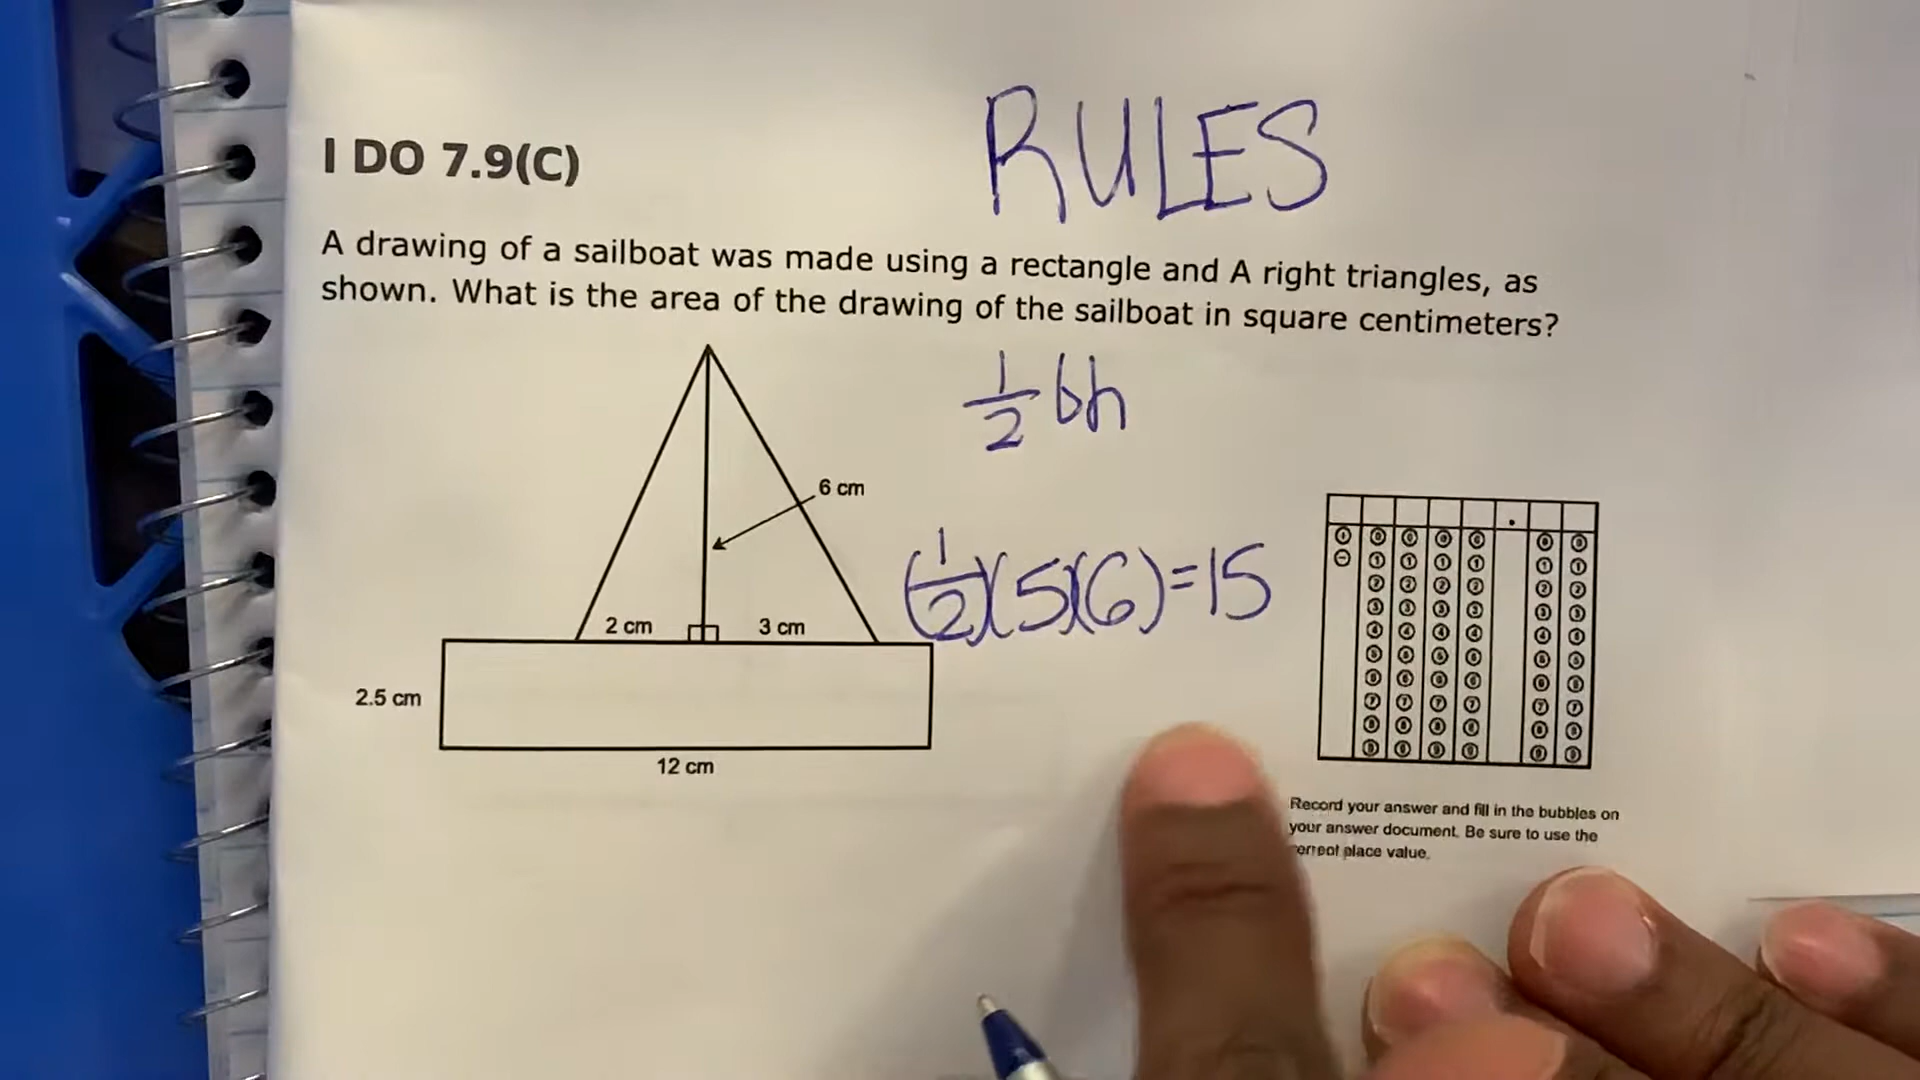 RULES
I DO 7.9(C)
A drawing of a sailboat was made using a rectangle and A right triangles, as
shown. What is the area of the drawing of the sailboat in square centimeters?
½ bh
6 cm
(½)(5)(6)=15
2 cm
3 cm
2.5 cm
12 cm
Record your answer and fill in the bubbles on
your answer document. Be sure to use the
place value.